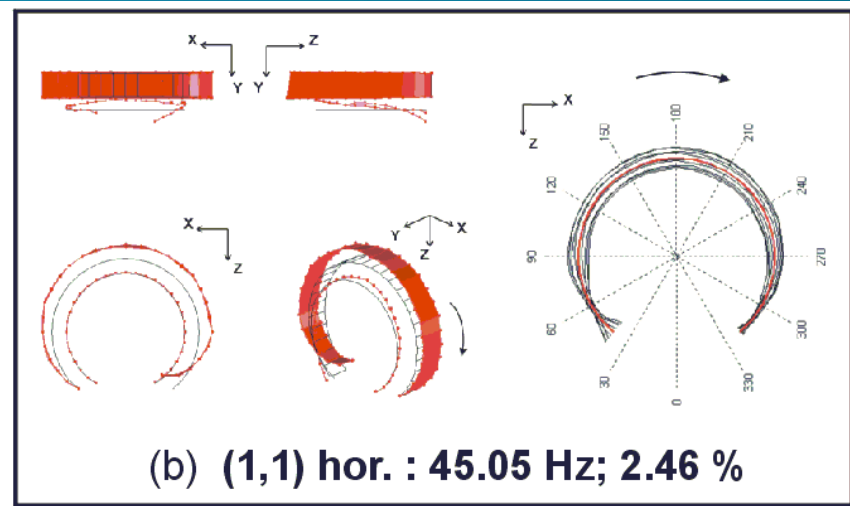 X
Z
Y
Y
X
Z
180
150
210
120
240
90
270
60
300
30
330
0
X
Z
Y
Z
X
(b) (1,1) hor. : 45.05 Hz; 2.46 %